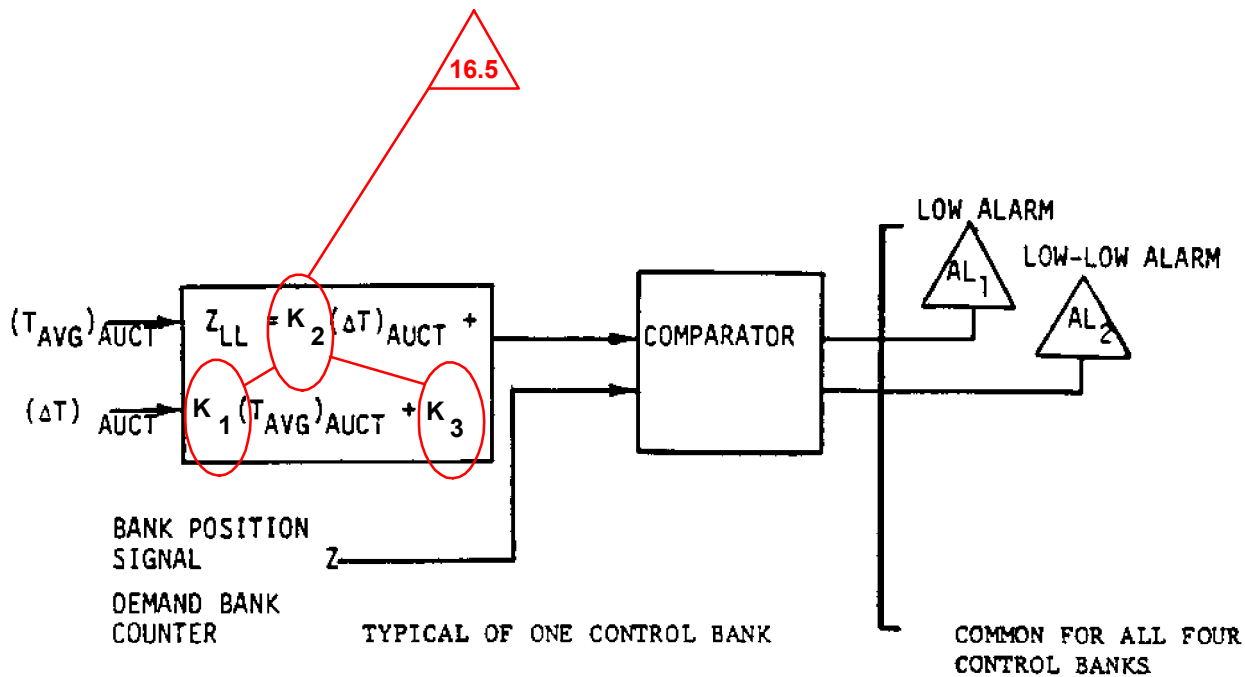 16.5
LOW ALARM
AL1
LOW-LOW ALARM
AL2
(TAVG)AUCT
ZLL = K2 (ΔT)AUCT +
COMPARATOR
(ΔT) AUCT
K1 (TAVG)AUCT + K3
BANK POSITION
SIGNAL Z
DEMAND BANK
COUNTER
TYPICAL OF ONE CONTROL BANK
COMMON FOR ALL FOUR
CONTROL BANKS